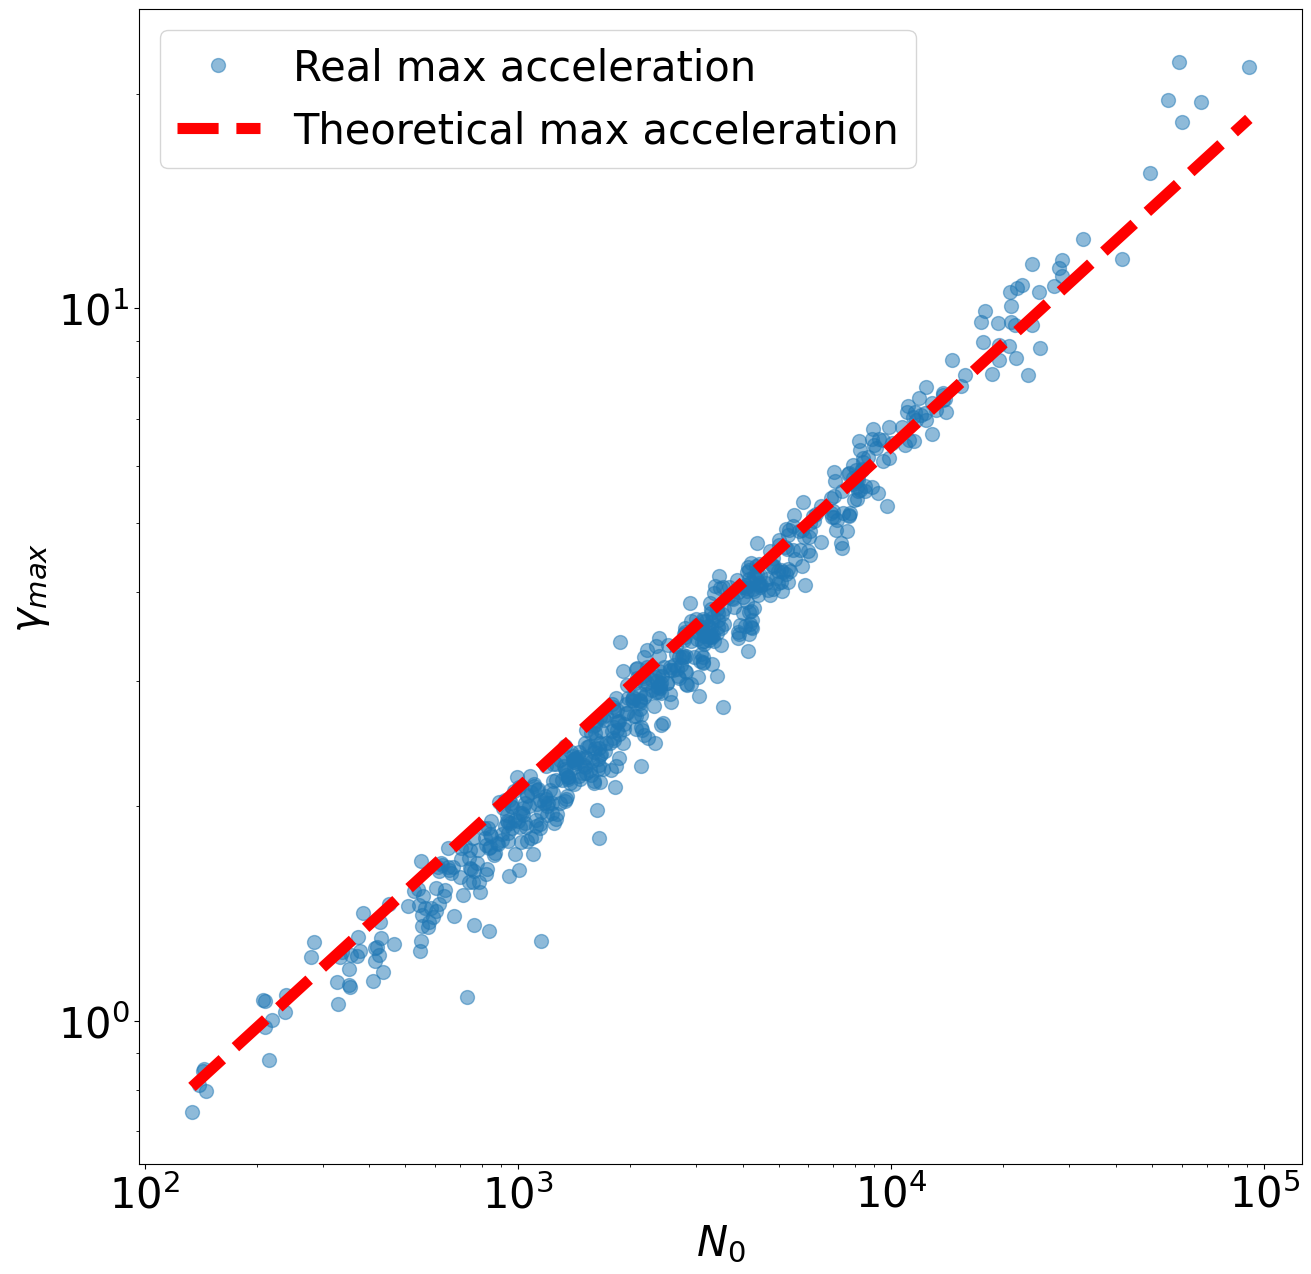 Real max acceleration
Theoretical max acceleration
γₘₐₓ
10¹
10⁰
10² 10³ 10⁴ 10⁵
N₀